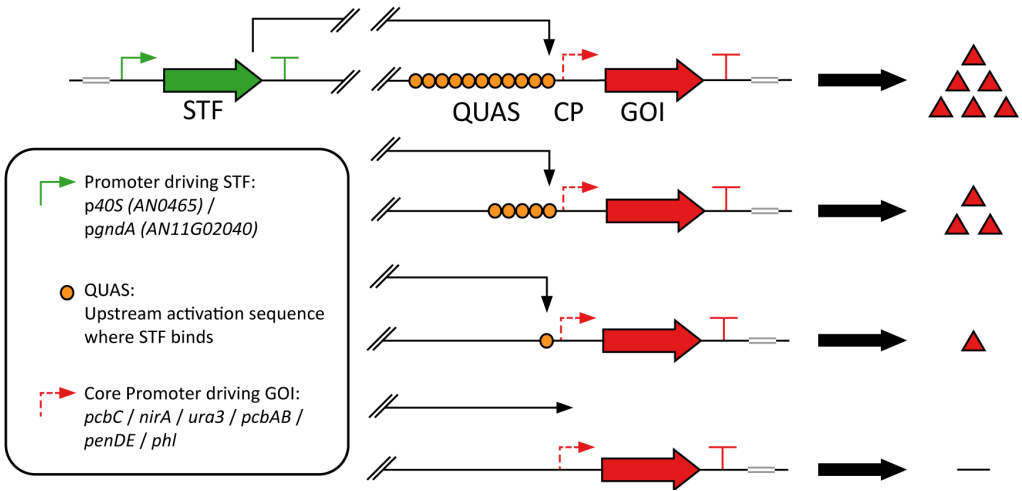 STF
QUAS
CP
GOI
Promoter driving STF:
p40S (AN0465) /
pgndA (AN11G02040)
QUAS:
Upstream activation sequence
where STF binds
Core Promoter driving GOI:
pcbC / nirA / ura3 / pcbAB /
penDE / phl